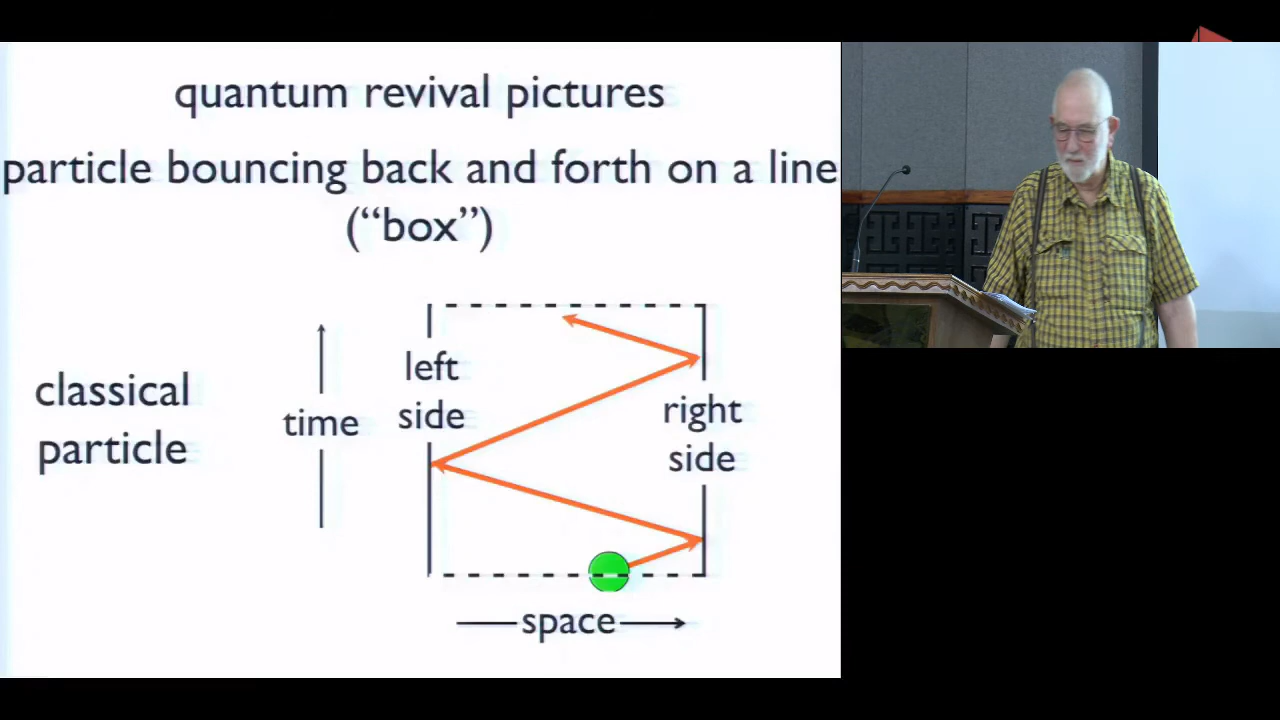 quantum revival pictures
particle bouncing back and forth on a line
(“box”)
classical
particle
time
left
side
right
side
space